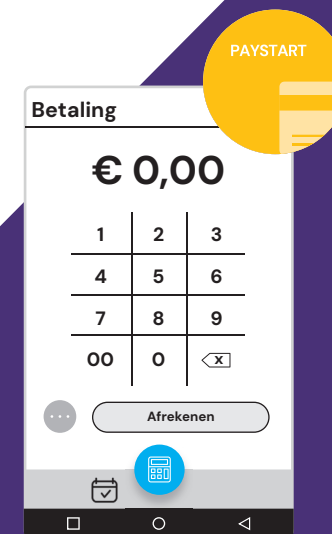 PAYSTART
Betaling
€ 0,00
1 2 3
4 5 6
7 8 9
00 0 x
... Afrekenen